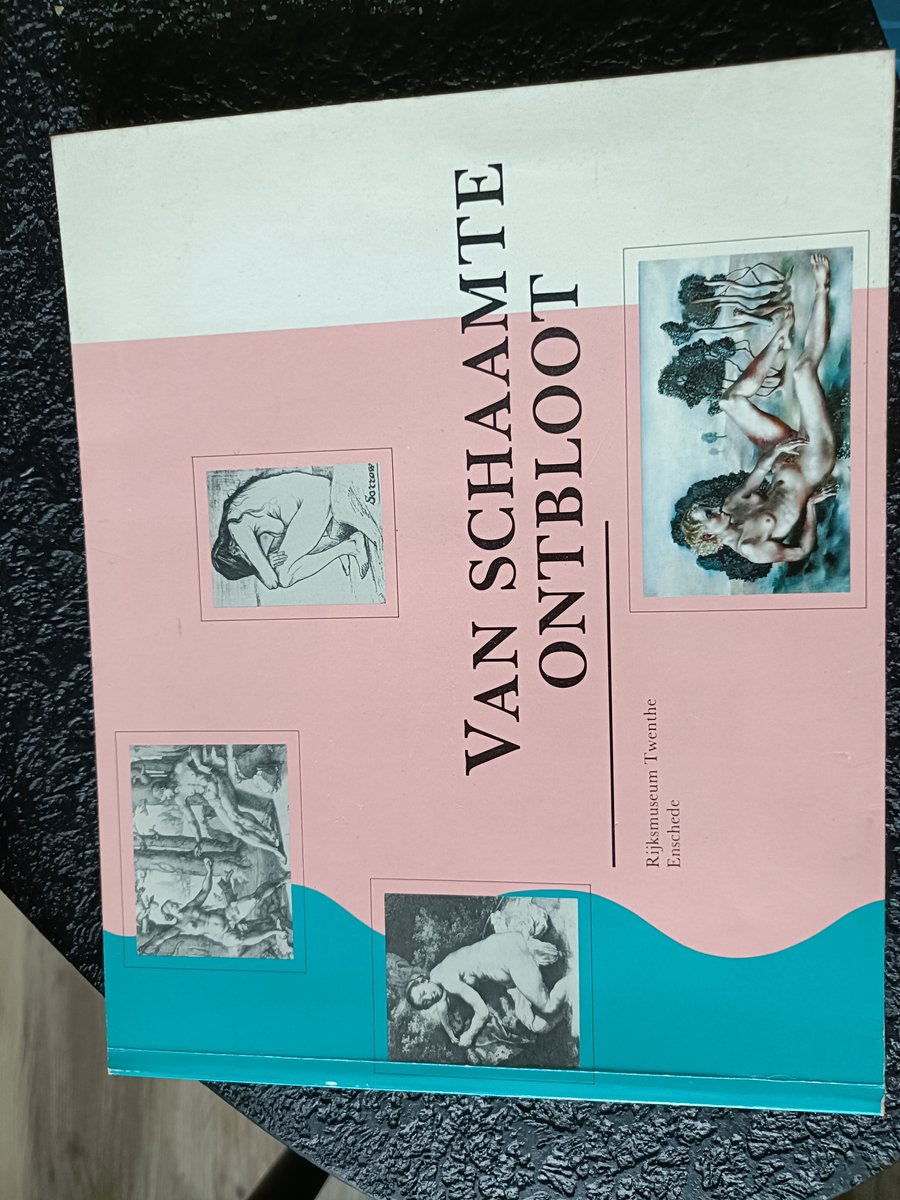 Sorrow
VAN SCHAAMTE
ONTBLOOT
Rijksmuseum Twenthe
Enschede